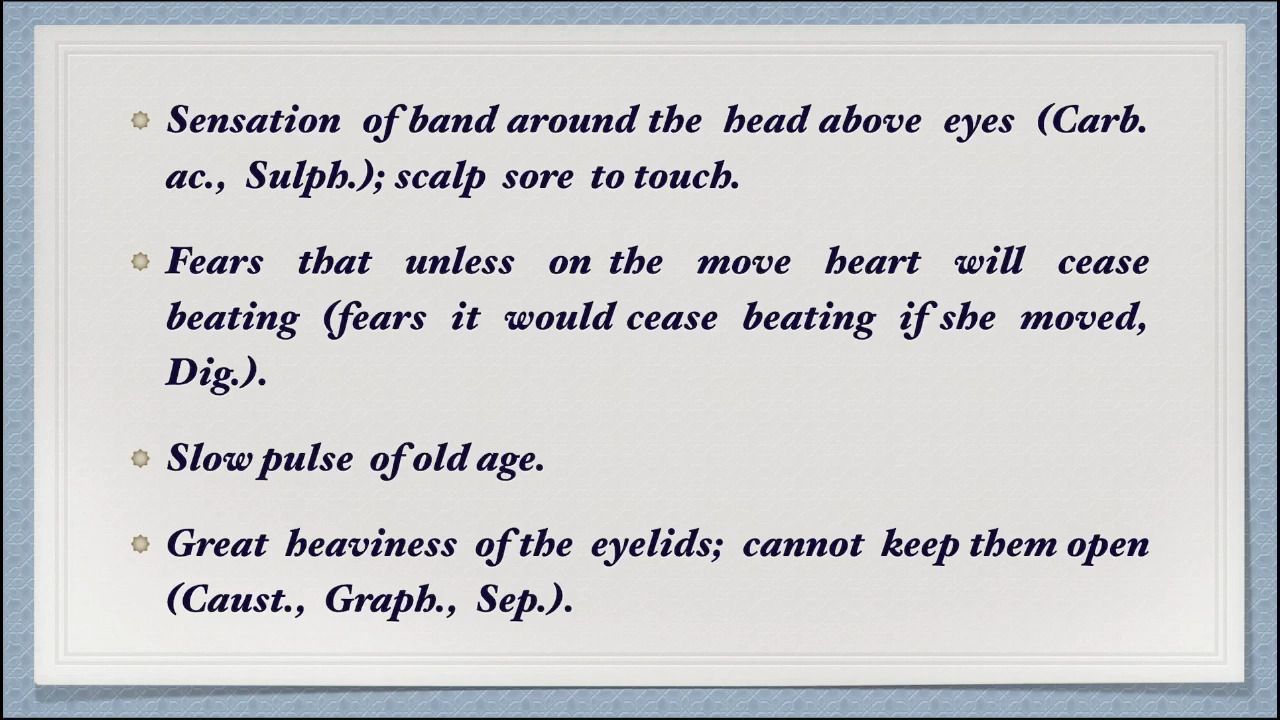 Sensation of band around the head above eyes (Carb.
ac., Sulph.); scalp sore to touch.
Fears that unless on the move heart will cease
beating (fears it would cease beating if she moved,
Dig.).
Slow pulse of old age.
Great heaviness of the eyelids; cannot keep them open
(Caust., Graph., Sep.).